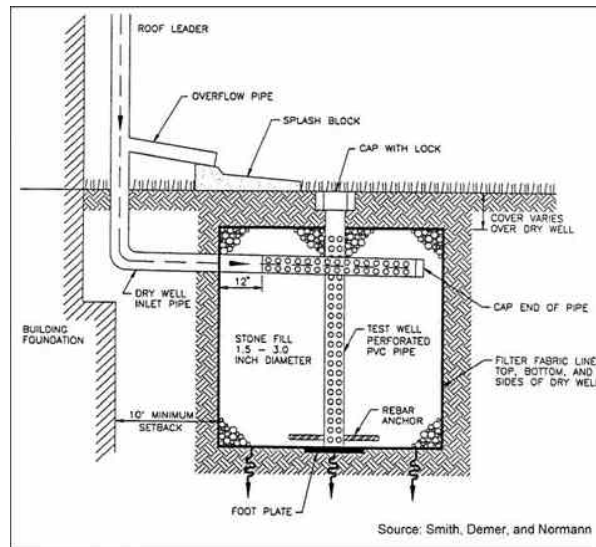 ROOF LEADER
OVERFLOW PIPE
SPLASH BLOCK
CAP WITH LOCK
COVER VARIES
OVER DRY WELL
12"
DRY WELL
INLET PIPE
CAP END OF PIPE
BUILDING
FOUNDATION
STONE FILL
1.5 – 3.0
INCH DIAMETER
TEST WELL
PERFORATED
PVC PIPE
FILTER FABRIC LINE
TOP, BOTTOM, AND
SIDES OF DRY WEL
10' MINIMUM
SETBACK
REBAR
ANCHOR
FOOT PLATE
Source: Smith, Demer, and Normann